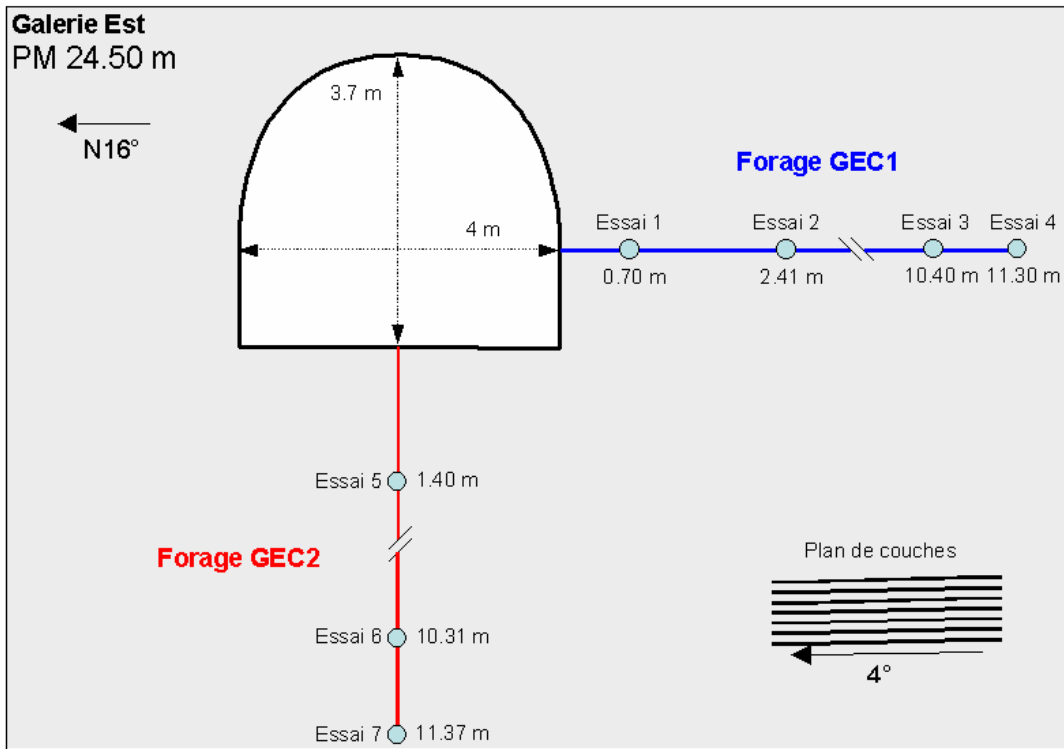 Galerie Est
PM 24.50 m
3.7 m
N16°
Forage GEC1
4 m
Essai 1
Essai 2
Essai 3
Essai 4
0.70 m
2.41 m
10.40 m
11.30 m
Essai 5
1.40 m
Forage GEC2
Plan de couches
Essai 6
10.31 m
4°
Essai 7
11.37 m